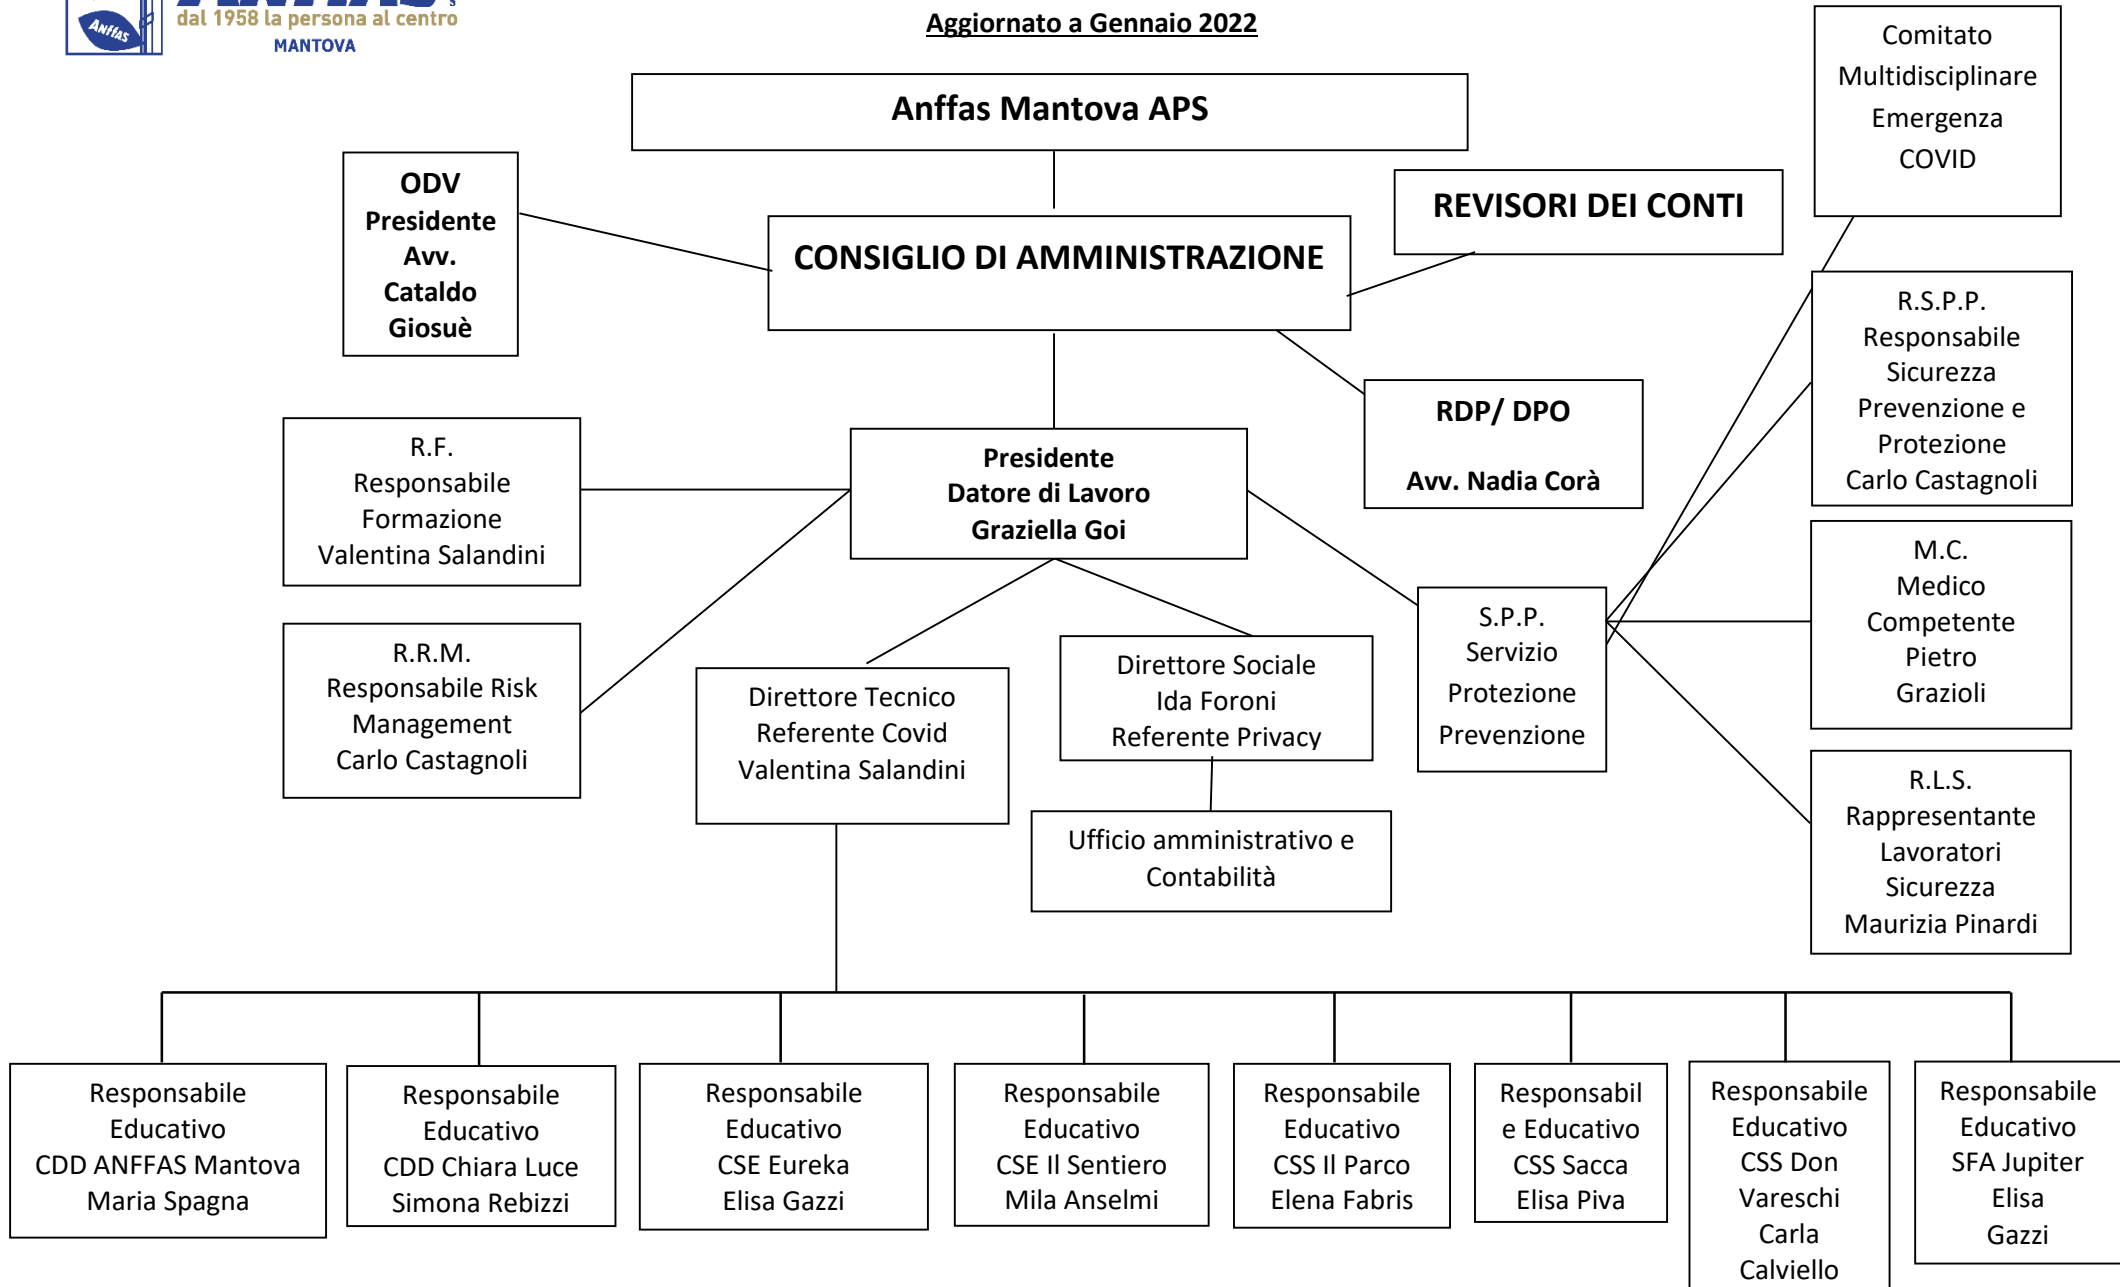 dal 1958 la persona al centro
Anffas
MANTOVA
Aggiornato a Gennaio 2022
Comitato
Multidisciplinare
Emergenza
COVID
Anffas Mantova APS
ODV
Presidente
Avv.
Cataldo
Giosuè
REVISORI DEI CONTI
CONSIGLIO DI AMMINISTRAZIONE
R.S.P.P.
Responsabile
Sicurezza
Prevenzione e
Protezione
Carlo Castagnoli
RDP/ DPO
Avv. Nadia Corà
R.F.
Responsabile
Formazione
Valentina Salandini
Presidente
Datore di Lavoro
Graziella Goi
M.C.
Medico
Competente
Pietro
Grazioli
S.P.P.
Servizio
Protezione
Prevenzione
R.R.M.
Responsabile Risk
Management
Carlo Castagnoli
Direttore Tecnico
Referente Covid
Valentina Salandini
Direttore Sociale
Ida Foroni
Referente Privacy
R.L.S.
Rappresentante
Lavoratori
Sicurezza
Maurizia Pinardi
Ufficio amministrativo e
Contabilità
Responsabile
Educativo
CDD ANFFAS Mantova
Maria Spagna
Responsabile
Educativo
CDD Chiara Luce
Simona Rebizzi
Responsabile
Educativo
CSE Eureka
Elisa Gazzi
Responsabile
Educativo
CSE Il Sentiero
Mila Anselmi
Responsabile
Educativo
CSS Il Parco
Elena Fabris
Responsabil
e Educativo
CSS Sacca
Elisa Piva
Responsabile
Educativo
CSS Don
Vareschi
Carla
Calviello
Responsabile
Educativo
SFA Jupiter
Elisa
Gazzi